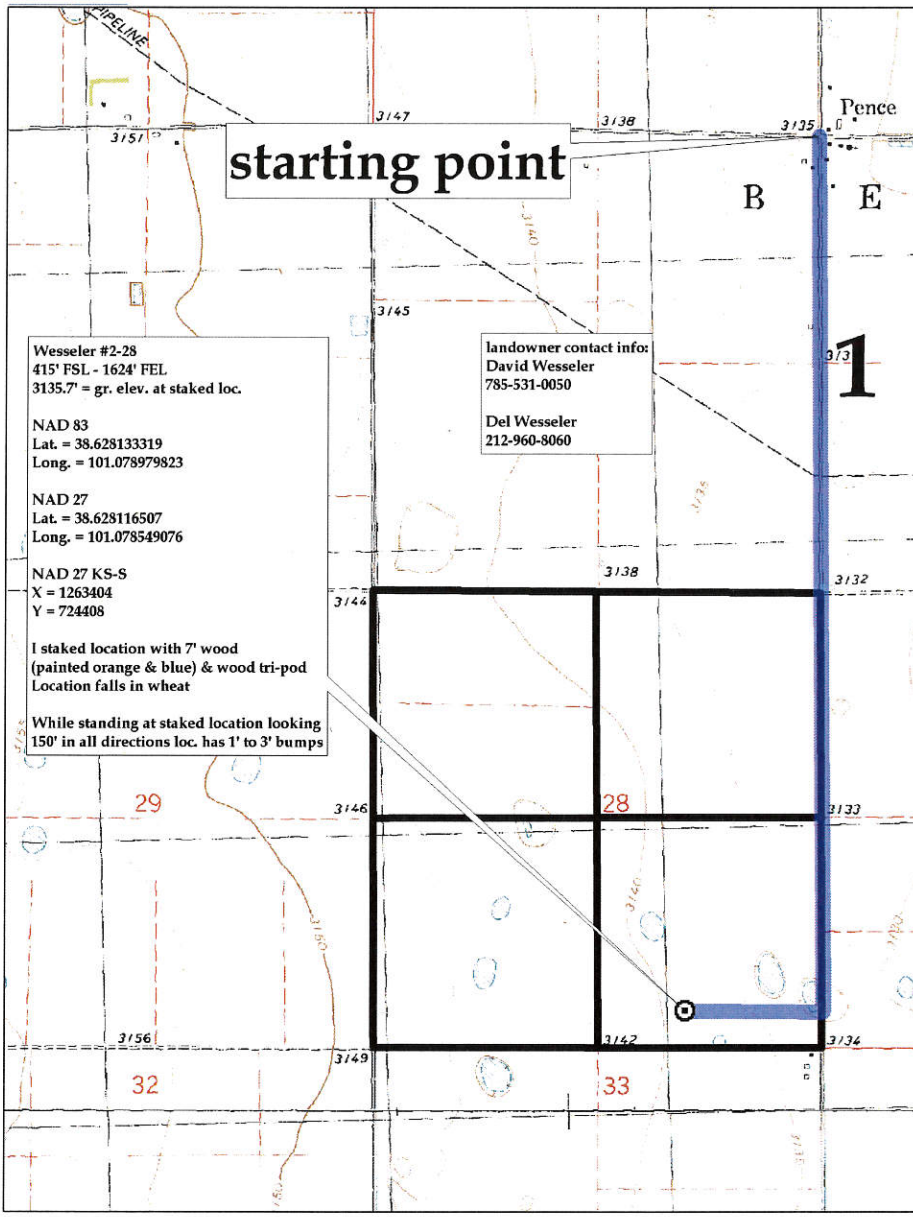 PIPELINE
3147
3138
3135
Pence
3151
starting point
B
E
3140
3145
Wesseler #2-28
415' FSL - 1624' FEL
3135.7' = gr. elev. at staked loc.
NAD 83
Lat. = 38.628133319
Long. = 101.078979823
NAD 27
Lat. = 38.628116507
Long. = 101.078549076
NAD 27 KS-S
X = 1263404
Y = 724408
I staked location with 7' wood
(painted orange & blue) & wood tri-pod
Location falls in wheat
While standing at staked location looking
150' in all directions loc. has 1' to 3' bumps
landowner contact info:
David Wesseler
785-531-0050
Del Wesseler
212-960-8060
1
3135
3138
3132
3144
29
3146
28
3133
3140
3150
3156
3149
3142
3134
32
33